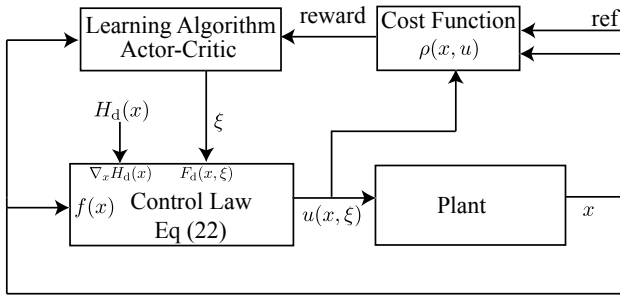 Learning Algorithm
Actor-Critic
reward
Cost Function
ρ(x, u)
ref
H_d(x)
ξ
∇_x H_d(x)
F_d(x, ξ)
f(x)
Control Law
Eq (22)
u(x, ξ)
Plant
x